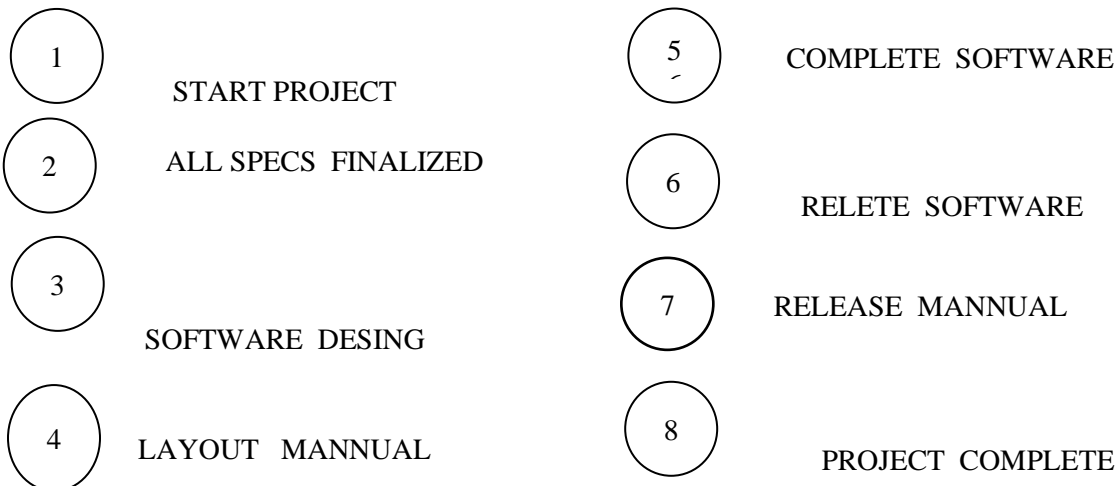 1
START PROJECT
2
ALL SPECS FINALIZED
3
SOFTWARE DESING
4
LAYOUT MANNUAL
5
COMPLETE SOFTWARE
6
RELETE SOFTWARE
7
RELEASE MANNUAL
8
PROJECT COMPLETE